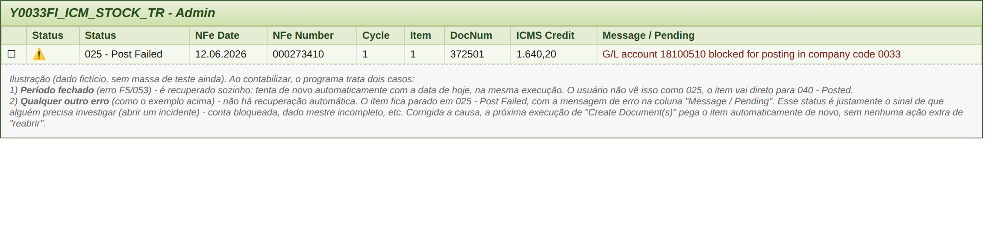 Y0033FI_ICM_STOCK_TR - Admin
Status Status NFe Date NFe Number Cycle Item DocNum ICMS Credit Message / Pending
☐ ⚠️ 025 - Post Failed 12.06.2026 000273410 1 1 372501 1.640,20 G/L account 18100510 blocked for posting in company code 0033
Ilustração (dado fictício, sem massa de teste ainda). Ao contabilizar, o programa trata dois casos:
1) Período fechado (erro F5/053) - é recuperado sozinho: tenta de novo automaticamente com a data de hoje, na mesma execução. O usuário não vê isso como 025, o item vai direto para 040 - Posted.
2) Qualquer outro erro (como o exemplo acima) - não há recuperação automática. O item fica parado em 025 - Post Failed, com a mensagem de erro na coluna "Message / Pending". Esse status é justamente o sinal de que
alguém precisa investigar (abrir um incidente) - conta bloqueada, dado mestre incompleto, etc. Corrigida a causa, a próxima execução de "Create Document(s)" pega o item automaticamente de novo, sem nenhuma ação extra de
"reabrir".